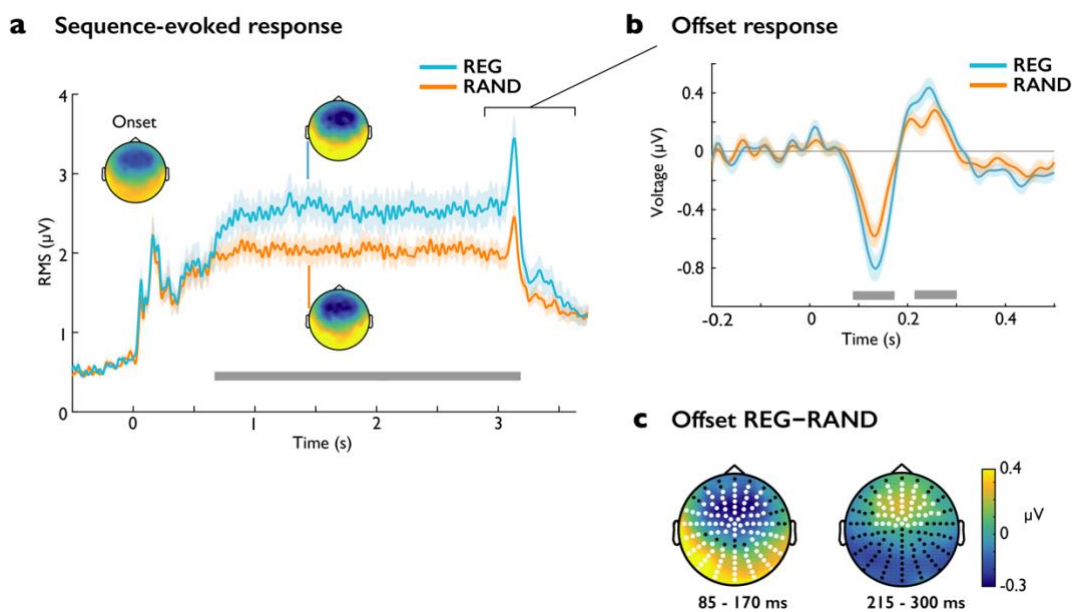 a Sequence-evoked response
REG
RAND
Onset
RMS (µV)
4
3
2
1
0
0 1 2 3
Time (s)
b Offset response
REG
RAND
Voltage (µV)
0.4
0
-0.4
-0.8
-0.2 0 0.2 0.4
Time (s)
c Offset REG–RAND
0.4
µV
0
-0.3
85 - 170 ms 215 - 300 ms